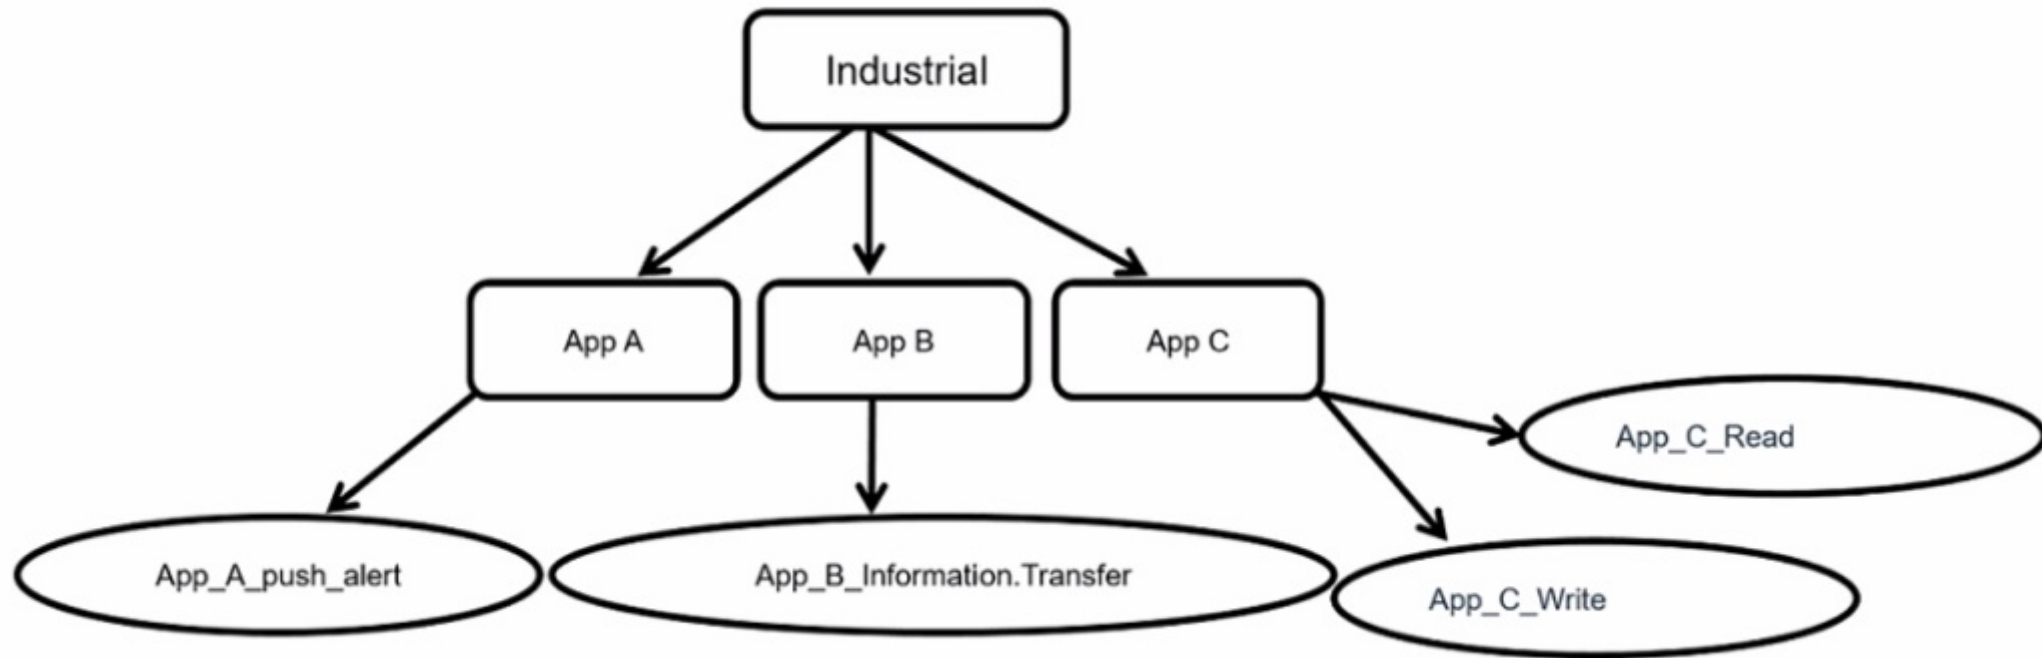 Industrial
App A
App B
App C
App_C_Read
App_A_push_alert
App_B_Information.Transfer
App_C_Write